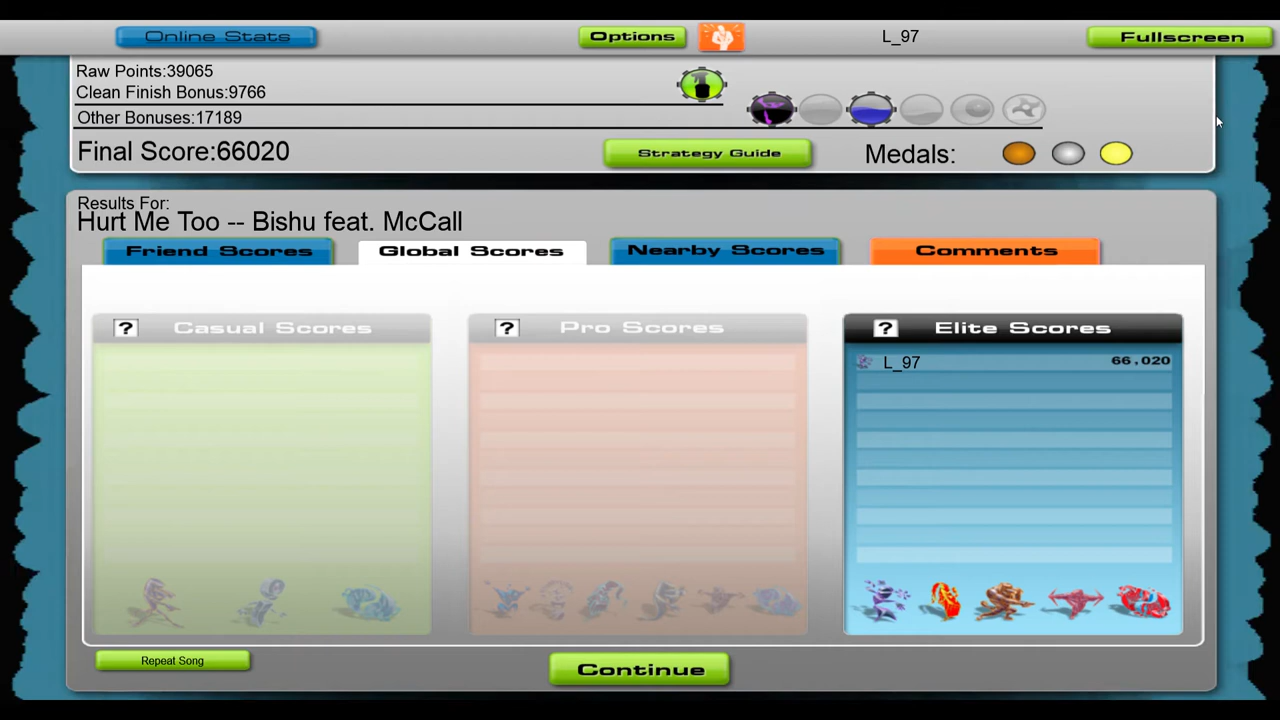 Online Stats
Options
L_97
Fullscreen
Raw Points:39065
Clean Finish Bonus:9766
Other Bonuses:17189
Final Score:66020
Strategy Guide
Medals:
Results For:
Hurt Me Too -- Bishu feat. McCall
Friend Scores
Global Scores
Nearby Scores
Comments
? Casual Scores
? Pro Scores
? Elite Scores
L_97 66,020
Repeat Song
Continue